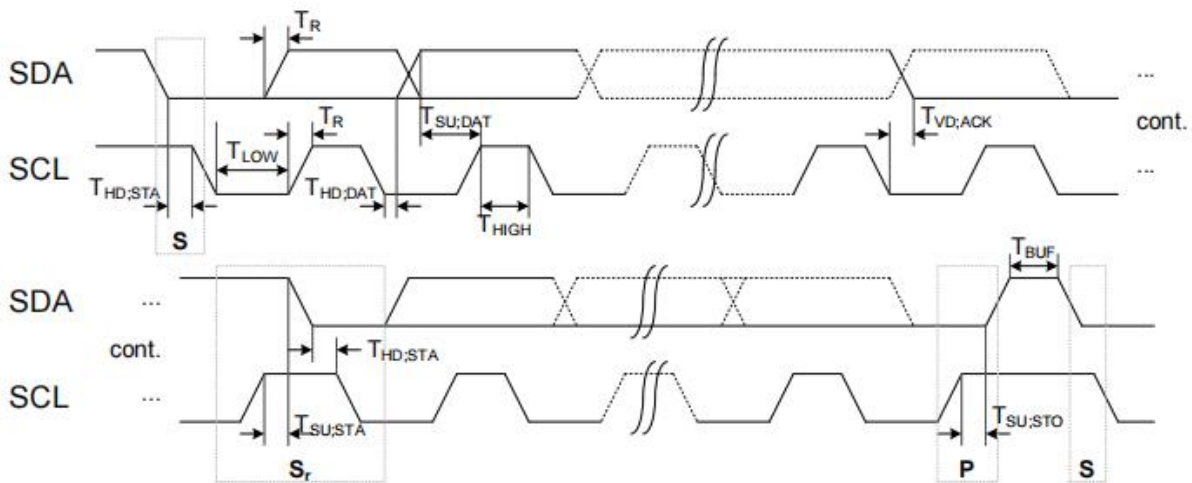 T_R
SDA
...
T_R
T_SU;DAT
T_VD;ACK
cont.
T_LOW
SCL
...
T_HD;STA
T_HD;DAT
T_HIGH
S
T_BUF
SDA
...
cont.
T_HD;STA
SCL
...
T_SU;STA
T_SU;STO
S_r
P
S